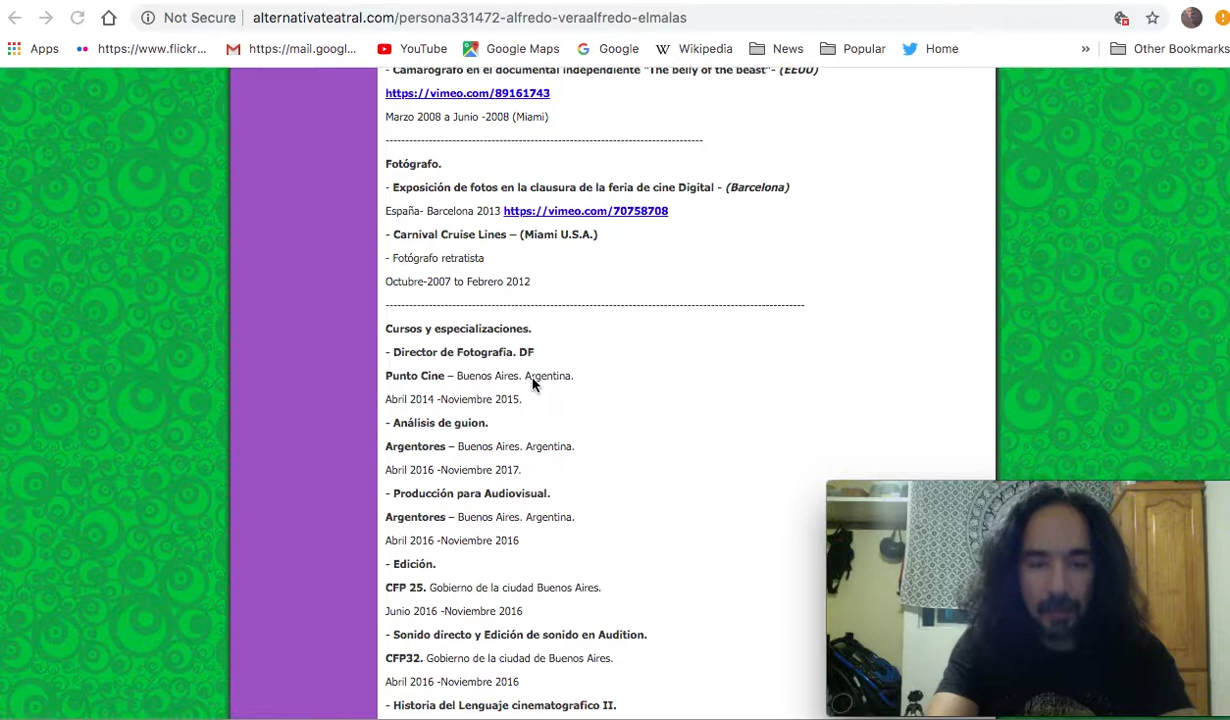 Not Secure
alternativateatral.com/persona331472-alfredo-veraalfredo-elmalas
Apps
https://www.flickr...
https://mail.googl...
YouTube
Google Maps
Google
Wikipedia
News
Popular
Home
»
Other Bookmarks
- Camarógrafo en el documental independiente "The belly of the beast"- (EEUU)
https://vimeo.com/89161743
Marzo 2008 a Junio -2008 (Miami)
--------------------------------------------------------------------------------
Fotógrafo.
- Exposición de fotos en la clausura de la feria de cine Digital - (Barcelona)
España- Barcelona 2013 https://vimeo.com/70758708
- Carnival Cruise Lines – (Miami U.S.A.)
- Fotógrafo retratista
Octubre-2007 to Febrero 2012
----------------------------------------------------------------------------------------------------------
Cursos y especializaciones.
- Director de Fotografia. DF
Punto Cine – Buenos Aires. Argentina.
Abril 2014 -Noviembre 2015.
- Análisis de guion.
Argentores – Buenos Aires. Argentina.
Abril 2016 -Noviembre 2017.
- Producción para Audiovisual.
Argentores – Buenos Aires. Argentina.
Abril 2016 -Noviembre 2016
- Edición.
CFP 25. Gobierno de la ciudad Buenos Aires.
Junio 2016 -Noviembre 2016
- Sonido directo y Edición de sonido en Audition.
CFP32. Gobierno de la ciudad de Buenos Aires.
Abril 2016 -Noviembre 2016
- Historia del Lenguaje cinematografico II.